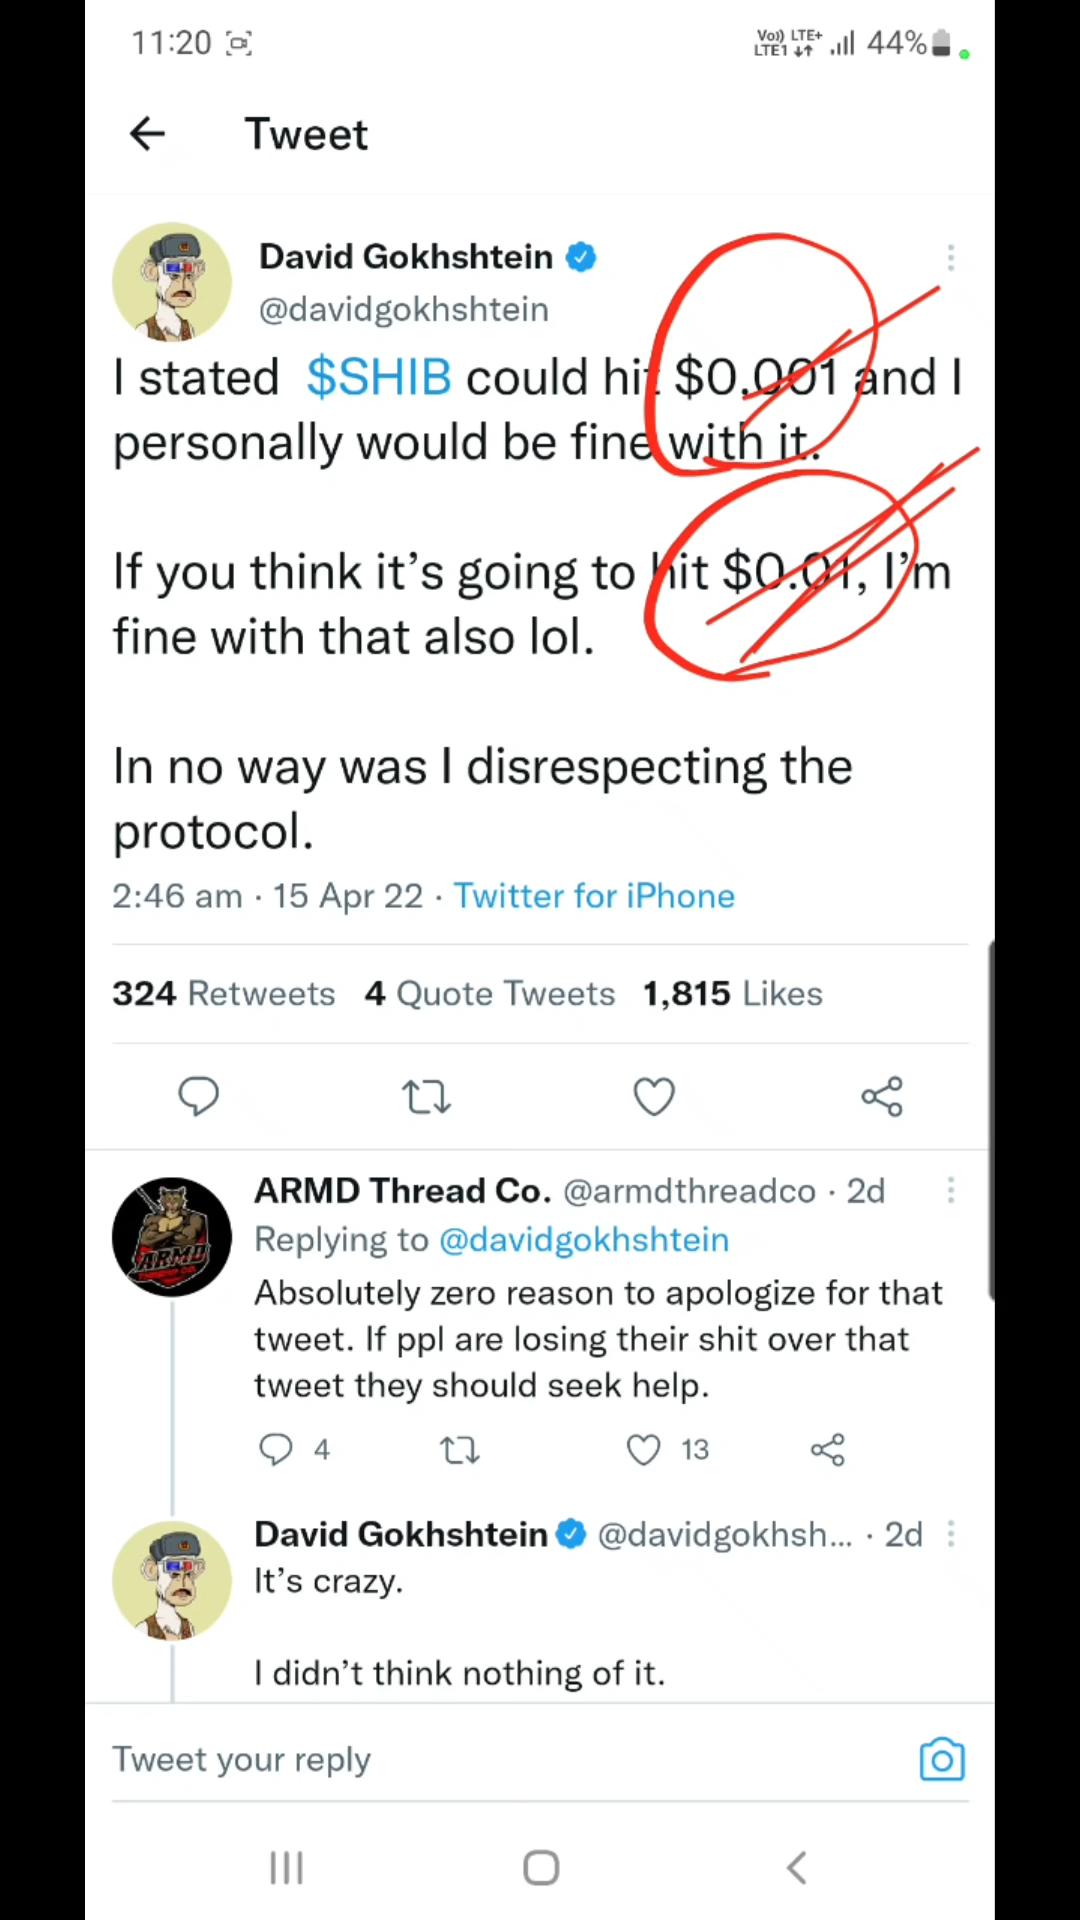 11:20
Vo)) LTE+
LTE1
44%
Tweet
David Gokhshtein
@davidgokhshtein
I stated $SHIB could hit $0.001 and I
personally would be fine with it.
If you think it’s going to hit $0.01, I’m
fine with that also lol.
In no way was I disrespecting the
protocol.
2:46 am · 15 Apr 22 · Twitter for iPhone
324 Retweets 4 Quote Tweets 1,815 Likes
ARMD Thread Co. @armdthreadco · 2d
Replying to @davidgokhshtein
ARMD
Absolutely zero reason to apologize for that
tweet. If ppl are losing their shit over that
tweet they should seek help.
4 13
David Gokhshtein @davidgokhsh... · 2d
It’s crazy.
I didn’t think nothing of it.
Tweet your reply